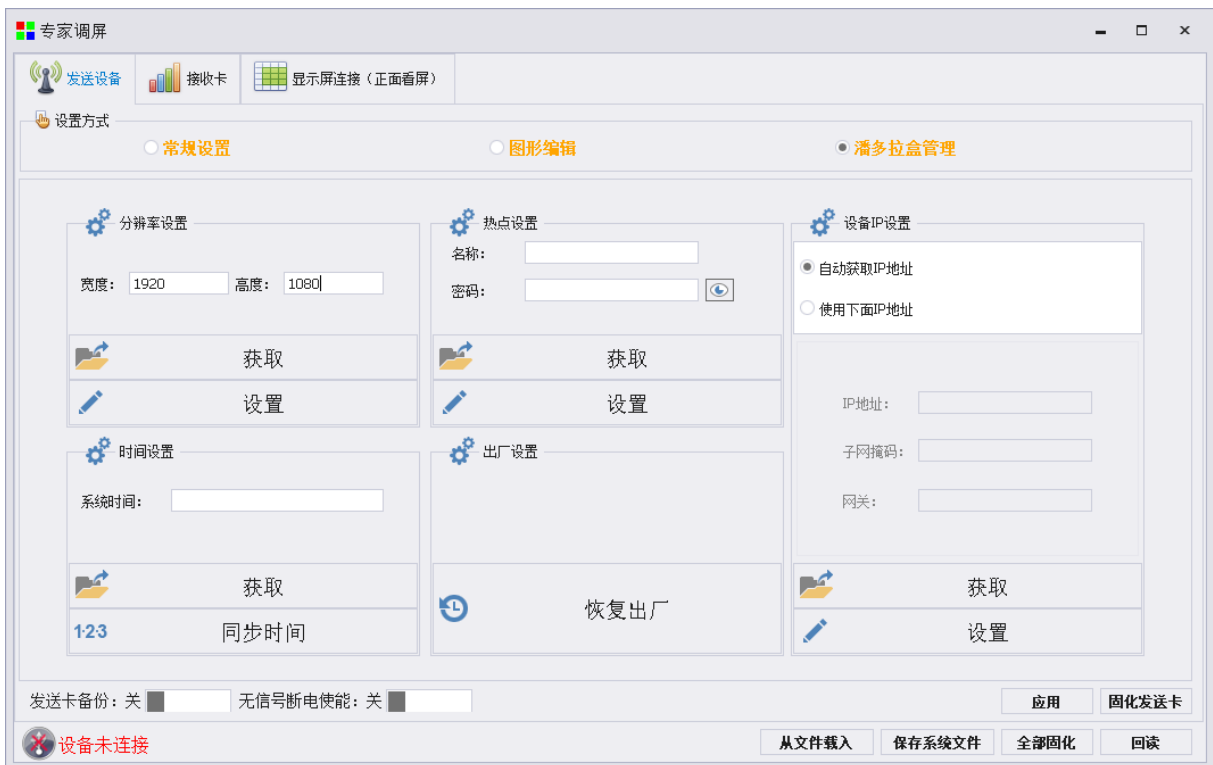 专家调屏
发送设备 接收卡 显示屏连接（正面看屏）
设置方式
常规设置 图形编辑 潘多拉盒管理
分辨率设置
宽度： 1920 高度： 1080
获取
设置
热点设置
名称：
密码：
获取
设置
设备IP设置
自动获取IP地址
使用下面IP地址
IP地址：
子网掩码：
网关：
获取
设置
时间设置
系统时间：
获取
1·2·3 同步时间
出厂设置
恢复出厂
发送卡备份：关 无信号断电使能：关 应用 固化发送卡
设备未连接 从文件载入 保存系统文件 全部固化 回读